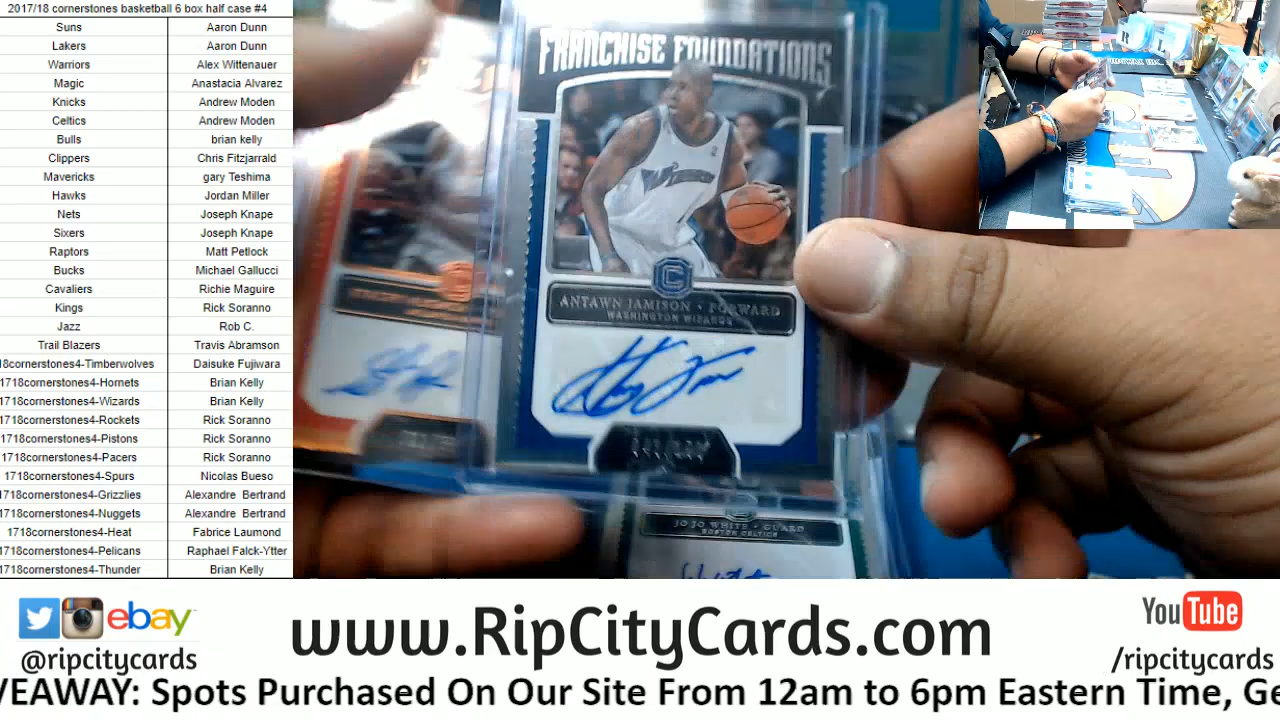 2017/18 cornerstones basketball 6 box half case #4
Suns Aaron Dunn
Lakers Aaron Dunn
Warriors Alex Wittenauer
Magic Anastacia Alvarez
Knicks Andrew Moden
Celtics Andrew Moden
Bulls brian kelly
Clippers Chris Fitzjarrald
Mavericks gary Teshima
Hawks Jordan Miller
Nets Joseph Knape
Sixers Joseph Knape
Raptors Matt Petlock
Bucks Michael Gallucci
Cavaliers Richie Maguire
Kings Rick Soranno
Jazz Rob C.
Trail Blazers Travis Abramson
18cornerstones4-Timberwolves Daisuke Fujiwara
1718cornerstones4-Hornets Brian Kelly
1718cornerstones4-Wizards Brian Kelly
1718cornerstones4-Rockets Rick Soranno
1718cornerstones4-Pistons Rick Soranno
1718cornerstones4-Pacers Rick Soranno
1718cornerstones4-Spurs Nicolas Bueso
1718cornerstones4-Grizzlies Alexandre Bertrand
1718cornerstones4-Nuggets Alexandre Bertrand
1718cornerstones4-Heat Fabrice Laumond
1718cornerstones4-Pelicans Raphael Falck-Ytter
1718cornerstones4-Thunder Brian Kelly
FRANCHISE FOUNDATIONS
C
ANTAWN JAMISON • FORWARD
WASHINGTON WIZARDS
JO JO WHITE • GUARD
BOSTON CELTICS
ebay
@ripcitycards
www.RipCityCards.com
YouTube
/ripcitycards
VEAWAY: Spots Purchased On Our Site From 12am to 6pm Eastern Time, Ge